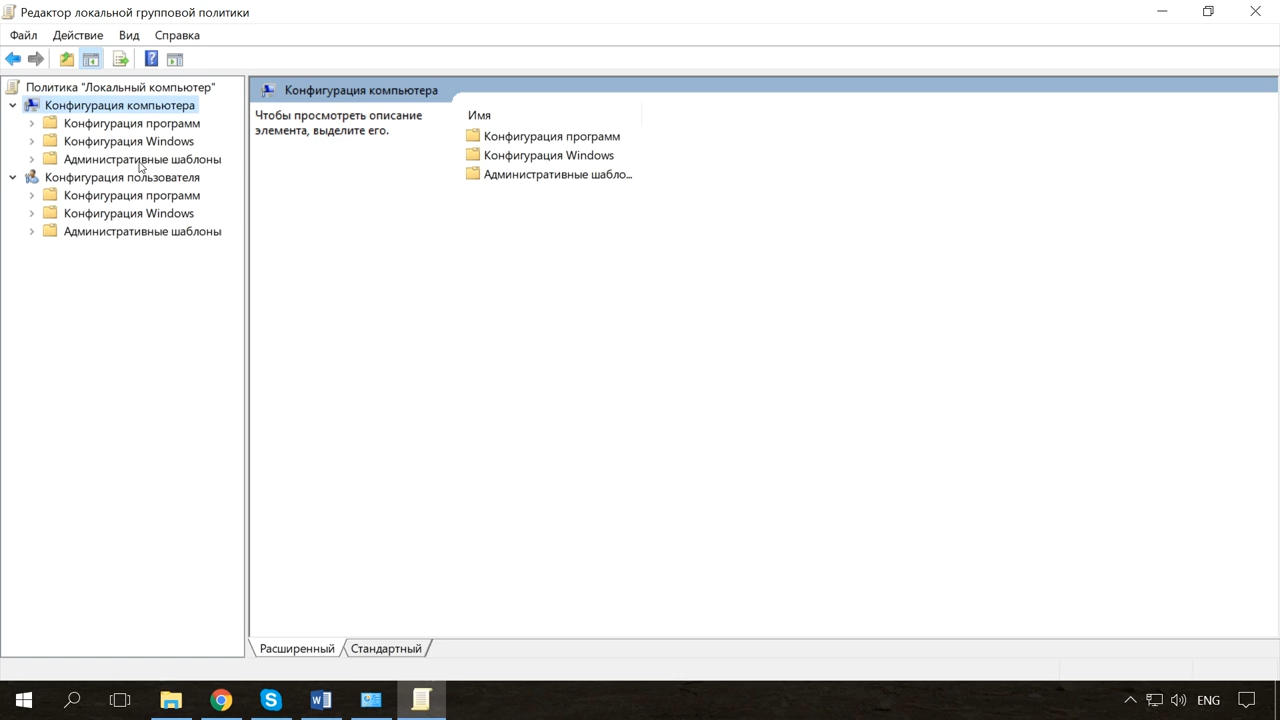 Редактор локальной групповой политики
Файл Действие Вид Справка
Политика "Локальный компьютер"
Конфигурация компьютера
Конфигурация программ
Конфигурация Windows
Административные шаблоны
Конфигурация пользователя
Конфигурация программ
Конфигурация Windows
Административные шаблоны
Конфигурация компьютера
Чтобы просмотреть описание
элемента, выделите его.
Имя
Конфигурация программ
Конфигурация Windows
Административные шабло...
Расширенный Стандартный
ENG